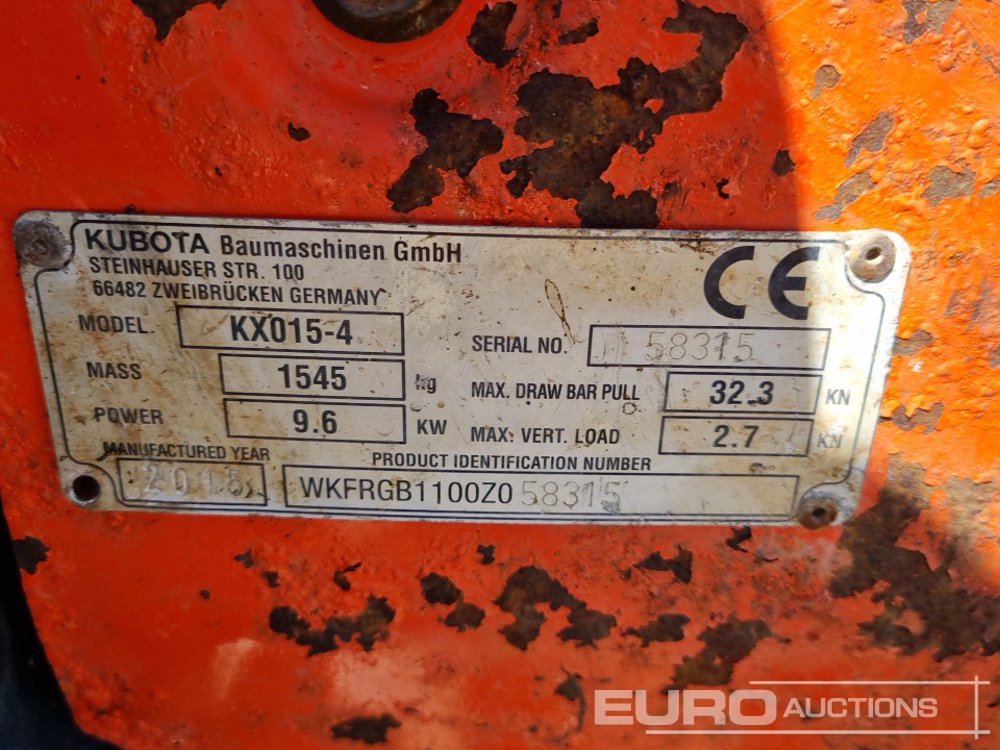 KUBOTA Baumaschinen GmbH
STEINHAUSER STR. 100
66482 ZWEIBRÜCKEN GERMANY
CE
MODEL KX015-4
SERIAL NO. 58315
MASS 1545 kg
MAX. DRAW BAR PULL 32.3 KN
POWER 9.6 KW
MAX. VERT. LOAD 2.7 KN
MANUFACTURED YEAR 2015
PRODUCT IDENTIFICATION NUMBER
WKFRGB1100Z058315
EURO AUCTIONS